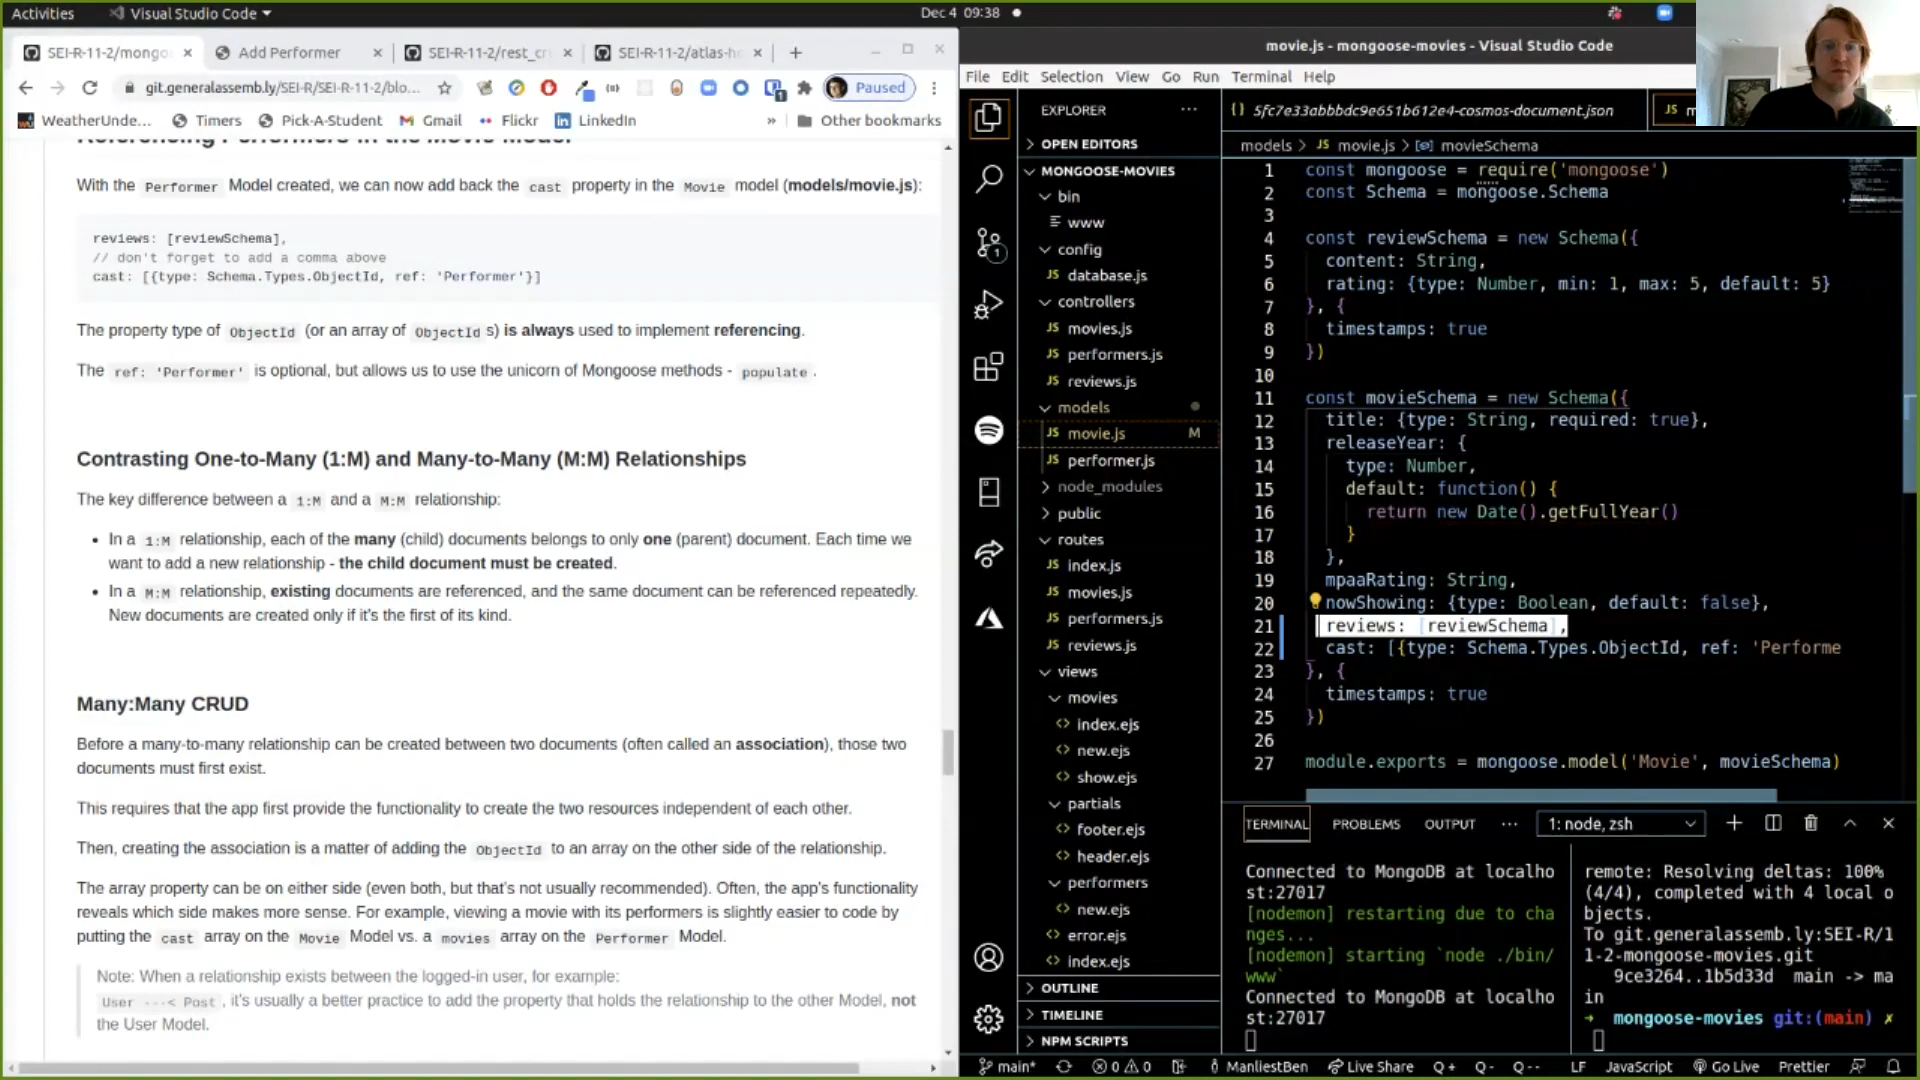 Activities
Visual Studio Code
Dec 4 09:38
SEI-R-11-2/mongo
Add Performer
SEI-R-11-2/rest_cr
SEI-R-11-2/atlas-h
git.generalassemb.ly/SEI-R/SEI-R-11-2/blo...
Paused
WeatherUnde...
Timers
Pick-A-Student
Gmail
Flickr
LinkedIn
»
Other bookmarks
Referencing Performers in the Movie Model
With the Performer Model created, we can now add back the cast property in the Movie model (models/movie.js):
reviews: [reviewSchema],
// don't forget to add a comma above
cast: [{type: Schema.Types.ObjectId, ref: 'Performer'}]
The property type of ObjectId (or an array of ObjectId s) is always used to implement referencing.
The ref: 'Performer' is optional, but allows us to use the unicorn of Mongoose methods - populate .
Contrasting One-to-Many (1:M) and Many-to-Many (M:M) Relationships
The key difference between a 1:M and a M:M relationship:
• In a 1:M relationship, each of the many (child) documents belongs to only one (parent) document. Each time we
want to add a new relationship - the child document must be created.
• In a M:M relationship, existing documents are referenced, and the same document can be referenced repeatedly.
New documents are created only if it's the first of its kind.
Many:Many CRUD
Before a many-to-many relationship can be created between two documents (often called an association), those two
documents must first exist.
This requires that the app first provide the functionality to create the two resources independent of each other.
Then, creating the association is a matter of adding the ObjectId to an array on the other side of the relationship.
The array property can be on either side (even both, but that's not usually recommended). Often, the app's functionality
reveals which side makes more sense. For example, viewing a movie with its performers is slightly easier to code by
putting the cast array on the Movie Model vs. a movies array on the Performer Model.
Note: When a relationship exists between the logged-in user, for example:
User ---< Post , it's usually a better practice to add the property that holds the relationship to the other Model, not
the User Model.
movie.js - mongoose-movies - Visual Studio Code
File Edit Selection View Go Run Terminal Help
EXPLORER
OPEN EDITORS
MONGOOSE-MOVIES
bin
www
config
JS database.js
controllers
JS movies.js
JS performers.js
JS reviews.js
models
JS movie.js M
JS performer.js
node_modules
public
routes
JS index.js
JS movies.js
JS performers.js
JS reviews.js
views
movies
<> index.ejs
<> new.ejs
<> show.ejs
partials
<> footer.ejs
<> header.ejs
performers
<> new.ejs
<> error.ejs
<> index.ejs
OUTLINE
TIMELINE
NPM SCRIPTS
{} 5fc7e33abbbdc9e651b612e4-cosmos-document.json
JS m
models > JS movie.js > movieSchema
1 const mongoose = require('mongoose')
2 const Schema = mongoose.Schema
3
4 const reviewSchema = new Schema({
5 content: String,
6 rating: {type: Number, min: 1, max: 5, default: 5}
7 }, {
8 timestamps: true
9 })
10
11 const movieSchema = new Schema({
12 title: {type: String, required: true},
13 releaseYear: {
14 type: Number,
15 default: function() {
16 return new Date().getFullYear()
17 }
18 },
19 mpaaRating: String,
20 nowShowing: {type: Boolean, default: false},
21 reviews: [reviewSchema],
22 cast: [{type: Schema.Types.ObjectId, ref: 'Performe
23 }, {
24 timestamps: true
25 })
26
27 module.exports = mongoose.model('Movie', movieSchema)
TERMINAL PROBLEMS OUTPUT ··· 1: node, zsh
Connected to MongoDB at localho
st:27017
[nodemon] restarting due to cha
nges...
[nodemon] starting `node ./bin/
www`
Connected to MongoDB at localho
st:27017
remote: Resolving deltas: 100%
(4/4), completed with 4 local o
bjects.
To git.generalassemb.ly:SEI-R/1
1-2-mongoose-movies.git
9ce3264..1b5d33d main -> ma
in
➜ mongoose-movies git:(main) ✗
main* 0 0 ManliestBen Live Share Q+ Q- Q-- LF JavaScript Go Live Prettier